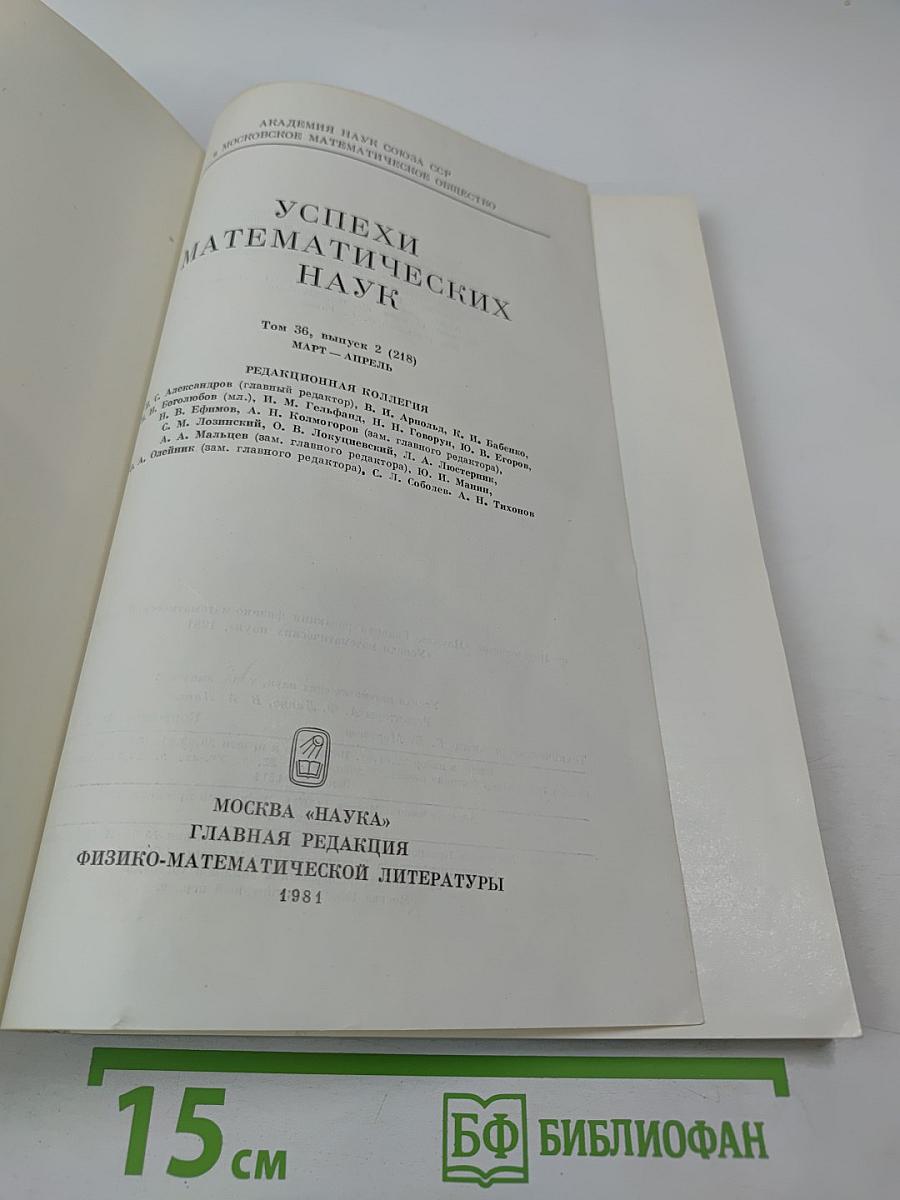 АКАДЕМИЯ НАУК СОЮЗА ССР
и МОСКОВСКОЕ МАТЕМАТИЧЕСКОЕ ОБЩЕСТВО
УСПЕХИ
МАТЕМАТИЧЕСКИХ
НАУК
Том 36, выпуск 2 (218)
МАРТ — АПРЕЛЬ
РЕДАКЦИОННАЯ КОЛЛЕГИЯ
С. Александров (главный редактор), В. И. Арнольд, К. И. Бабенко,
Н. Боголюбов (мл.), И. М. Гельфанд, Н. Н. Говорун, Ю. В. Егоров,
Н. В. Ефимов, А. Н. Колмогоров (зам. главного редактора),
С. М. Лозинский, О. В. Локуциевский, Л. А. Люстерник,
А. А. Мальцев (зам. главного редактора), Ю. И. Манин,
А. Олейник (зам. главного редактора), С. Л. Соболев. А. Н. Тихонов
МОСКВА «НАУКА»
ГЛАВНАЯ РЕДАКЦИЯ
ФИЗИКО-МАТЕМАТИЧЕСКОЙ ЛИТЕРАТУРЫ
1981
15 см
БФ БИБЛИОФАН